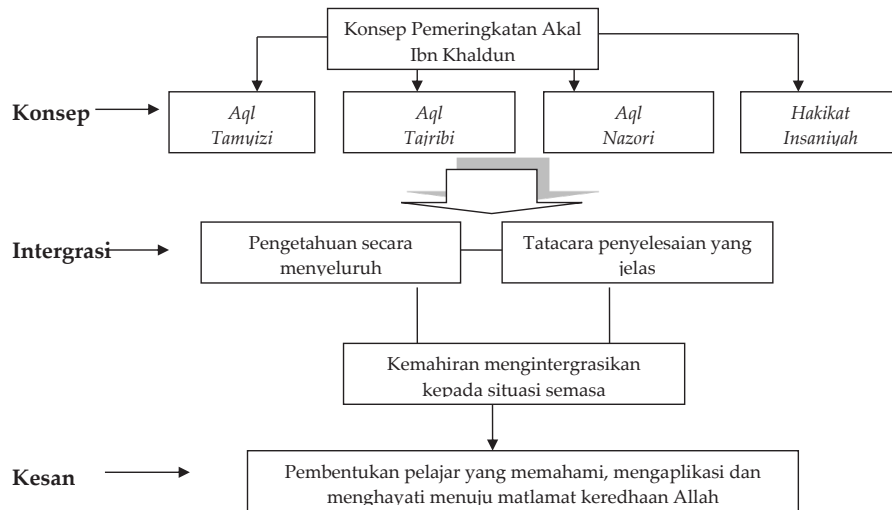 Konsep Pemeringkatan Akal
Ibn Khaldun
Konsep
Aql
Tamyizi
Aql
Tajribi
Aql
Nazori
Hakikat
Insaniyah
Intergrasi
Pengetahuan secara
menyeluruh
Tatacara penyelesaian yang
jelas
Kemahiran mengintergrasikan
kepada situasi semasa
Kesan
Pembentukan pelajar yang memahami, mengaplikasi dan
menghayati menuju matlamat keredhaan Allah